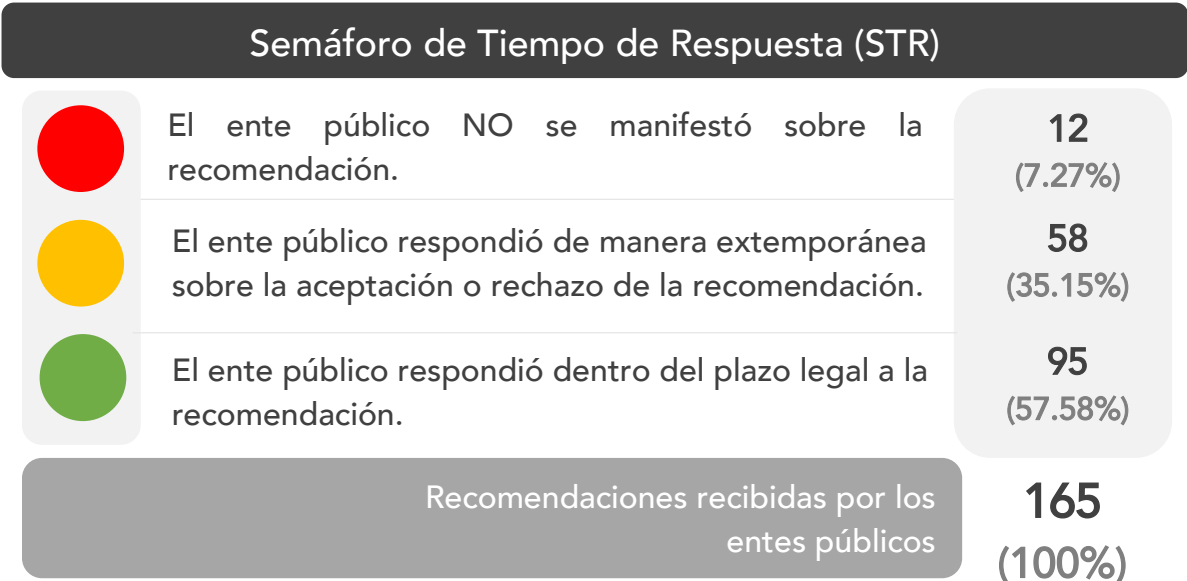 Semáforo de Tiempo de Respuesta (STR)
El ente público NO se manifestó sobre la
recomendación.
12
(7.27%)
El ente público respondió de manera extemporánea
sobre la aceptación o rechazo de la recomendación.
58
(35.15%)
El ente público respondió dentro del plazo legal a la
recomendación.
95
(57.58%)
Recomendaciones recibidas por los
entes públicos
165
(100%)